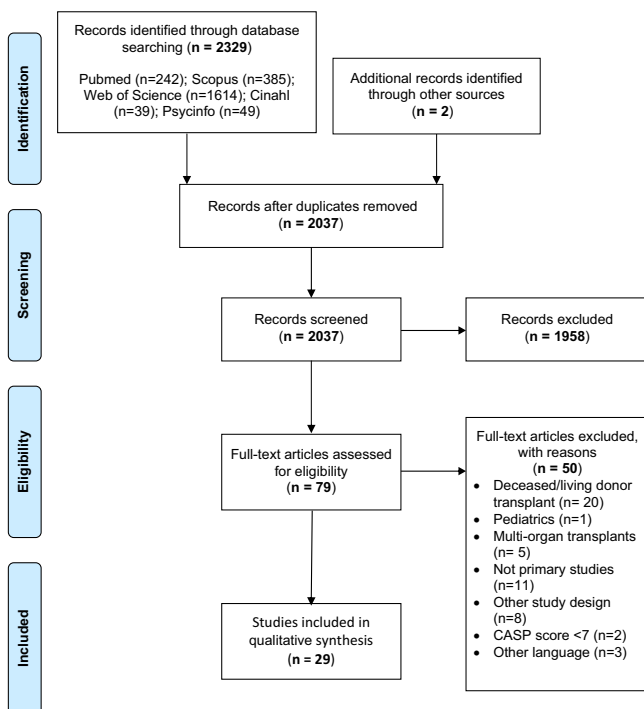 Identification
Records identified through database
searching (n = 2329)
Pubmed (n=242); Scopus (n=385);
Web of Science (n=1614); Cinahl
(n=39); Psycinfo (n=49)
Additional records identified
through other sources
(n = 2)
Records after duplicates removed
(n = 2037)
Screening
Records screened
(n = 2037)
Records excluded
(n = 1958)
Eligibility
Full-text articles assessed
for eligibility
(n = 79)
Full-text articles excluded,
with reasons
(n = 50)
• Deceased/living donor
transplant (n= 20)
• Pediatrics (n=1)
• Multi-organ transplants
(n= 5)
• Not primary studies
(n=11)
• Other study design
(n=8)
• CASP score <7 (n=2)
• Other language (n=3)
Included
Studies included in
qualitative synthesis
(n = 29)